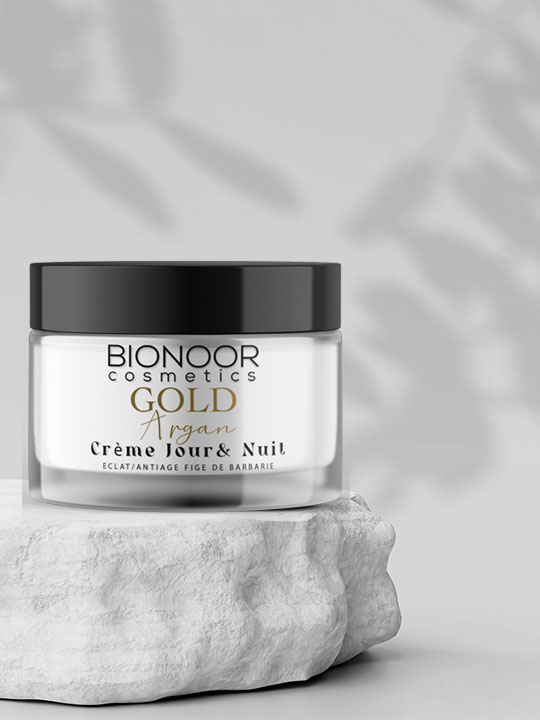 BIONOOR
cosmetics
GOLD
Argan
Crème Jour & Nuit
ECLAT/ANTIAGE FIGE DE BARBARIE